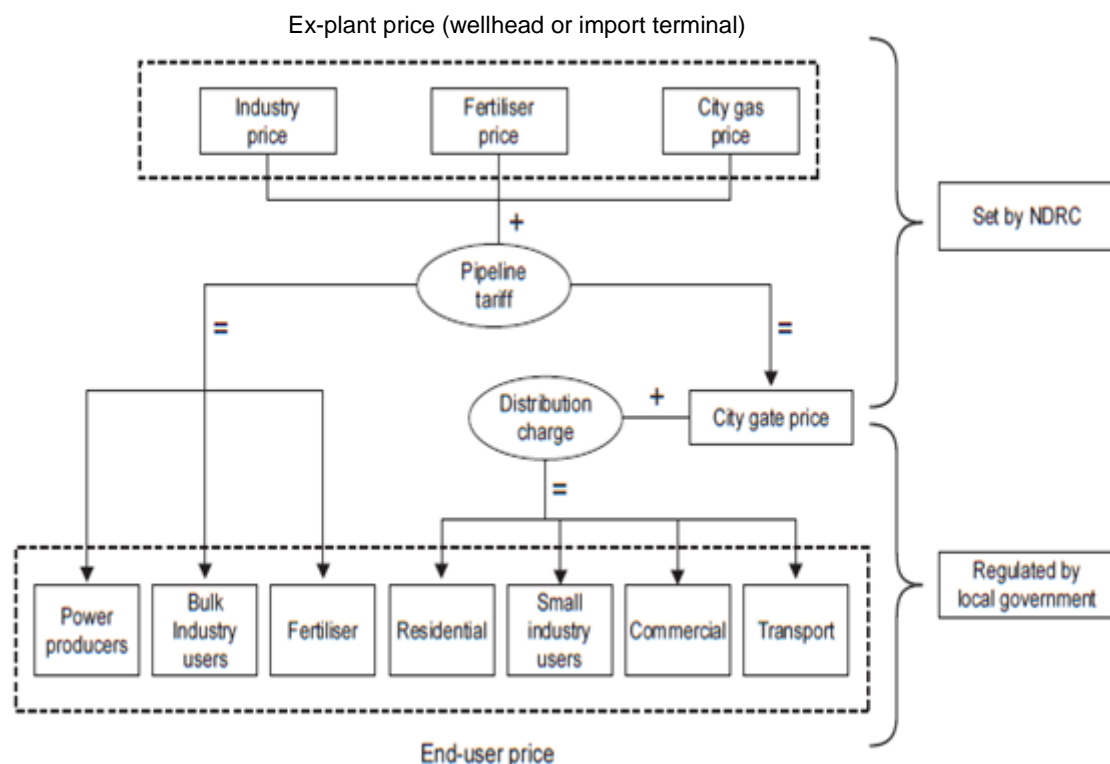 Ex-plant price (wellhead or import terminal)
Industry
price
Fertiliser
price
City gas
price
Set by NDRC
+
Pipeline
tariff
=
=
Distribution
charge
+
City gate price
=
Regulated by
local government
Power
producers
Bulk
Industry
users
Fertiliser
Residential
Small
industry
users
Commercial
Transport
End-user price